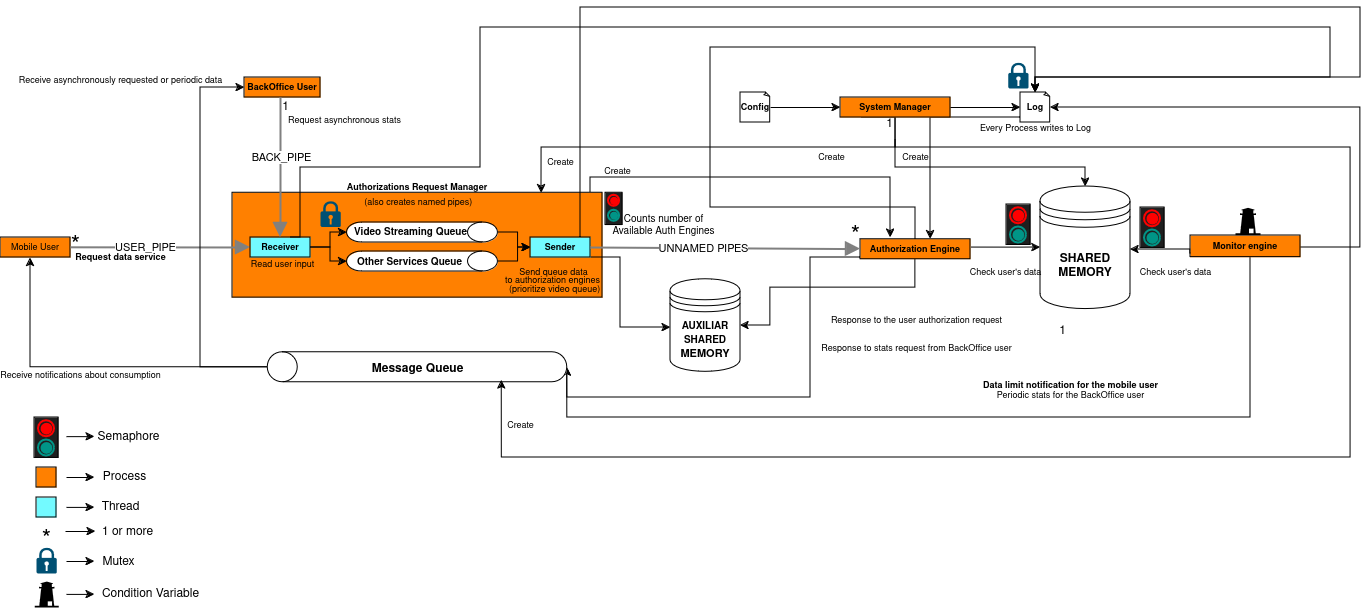 Receive asynchronously requested or periodic data
BackOffice User
1
Request asynchronous stats
BACK_PIPE
Config
System Manager
1
Log
Every Process writes to Log
Create
Create
Create
Create
Authorizations Request Manager
(also creates named pipes)
Counts number of
Available Auth Engines
Mobile User
*
USER_PIPE
Request data service
Receiver
Read user input
Video Streaming Queue
Other Services Queue
Sender
Send queue data
to authorization engines
(prioritize video queue)
UNNAMED PIPES
*
Authorization Engine
Check user's data
SHARED
MEMORY
1
Monitor engine
Check user's data
AUXILIAR
SHARED
MEMORY
Response to the user authorization request
Response to stats request from BackOffice user
Message Queue
Receive notifications about consumption
Data limit notification for the mobile user
Periodic stats for the BackOffice user
Create
Semaphore
Process
Thread
* 1 or more
Mutex
Condition Variable